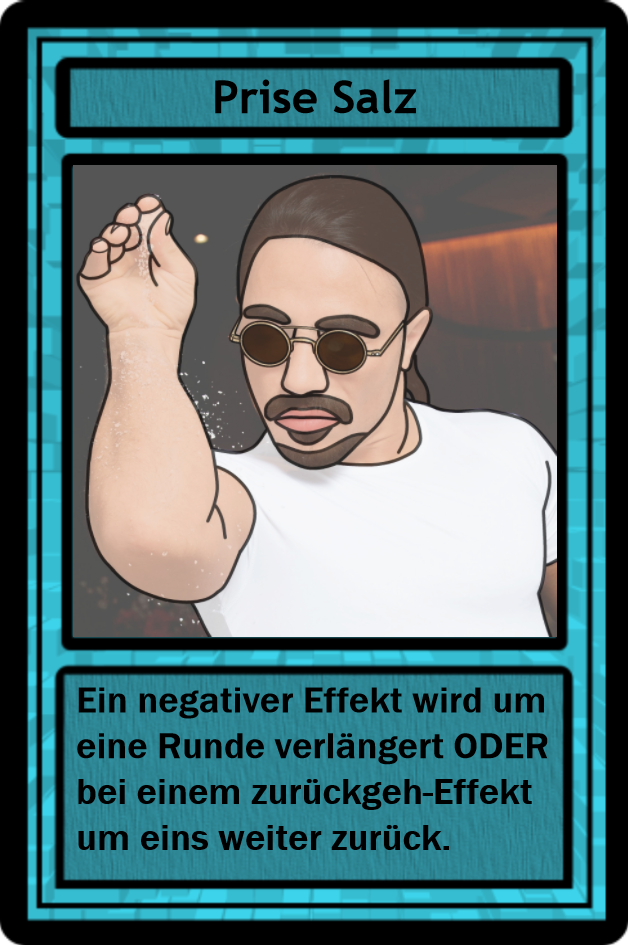 Prise Salz
Ein negativer Effekt wird um
eine Runde verlängert ODER
bei einem zurückgeh-Effekt
um eins weiter zurück.